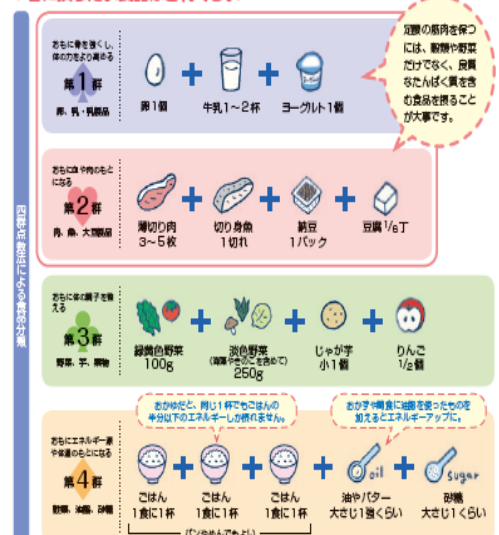 四群点数法による食品分類
おもに骨を強くし、
体の力をより高める
第1群
卵、乳・乳製品
卵1個
牛乳1〜2杯
ヨーグルト1個
足腰の筋肉を保つ
には、穀類や野菜
だけでなく、良質
なたんぱく質を含
む食品を摂ること
が大事です。
おもに血や肉のもと
になる
第2群
肉、魚、大豆製品
薄切り肉
3〜5枚
切り身魚
1切れ
納豆
1パック
豆腐1/6丁
おもに体の調子を整
える
第3群
野菜、芋、果物
緑黄色野菜
100g
淡色野菜
(海藻やきのこを含めて)
250g
じゃが芋
小1個
りんご
1/2個
おかゆだと、同じ1杯でもごはんの
半分以下のエネルギーしか摂れません。
おかずや間食に油脂を使ったものを
加えるとエネルギーアップに。
おもにエネルギー源
や体温のもとになる
第4群
穀類、油脂、砂糖
ごはん
1食に1杯
ごはん
1食に1杯
ごはん
1食に1杯
oil
油やバター
大さじ1強くらい
sugar
砂糖
大さじ1くらい
パンやめんでもよい